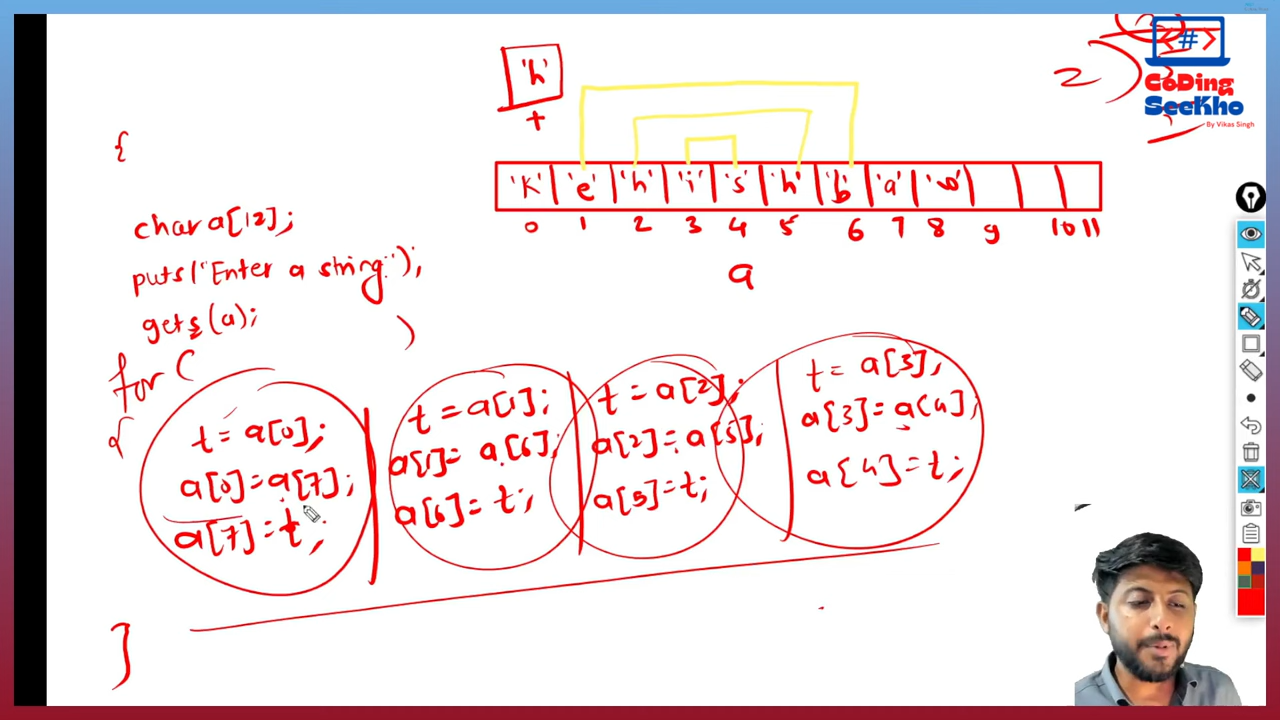 <#>
CoDing
SeeKho
By Vikas Singh
2)
'h'
t
'k' 'e' 'h' 'i' 's' 'h' 'b' 'a' '\0'
0 1 2 3 4 5 6 7 8 9 10 11
a
{
char a[12];
puts("Enter a string");
gets(a);
for ( )
{
t = a[0];
a[0]=a[7];
a[7]=t;
t = a[1];
a[1]= a[6];
a[6]= t;
t = a[2];
a[2]= a[5];
a[5]=t;
t = a[3];
a[3]=a[4];
a[4]=t;
}